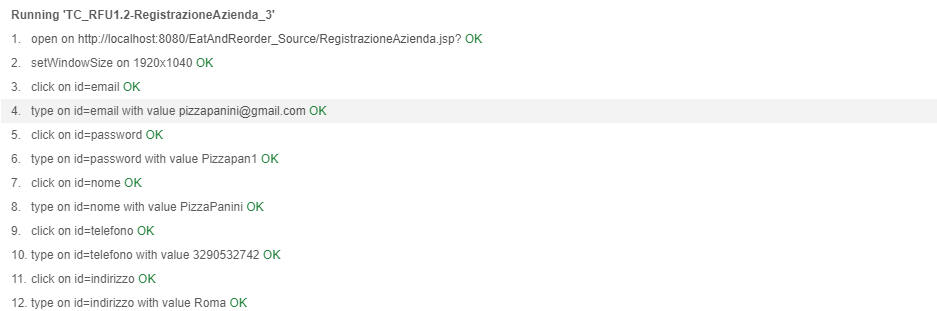 Running 'TC_RFU1.2-RegistrazioneAzienda_3'
1. open on http://localhost:8080/EatAndReorder_Source/RegistrazioneAzienda.jsp? OK
2. setWindowSize on 1920x1040 OK
3. click on id=email OK
4. type on id=email with value pizzapanini@gmail.com OK
5. click on id=password OK
6. type on id=password with value Pizzapan1 OK
7. click on id=nome OK
8. type on id=nome with value PizzaPanini OK
9. click on id=telefono OK
10. type on id=telefono with value 3290532742 OK
11. click on id=indirizzo OK
12. type on id=indirizzo with value Roma OK